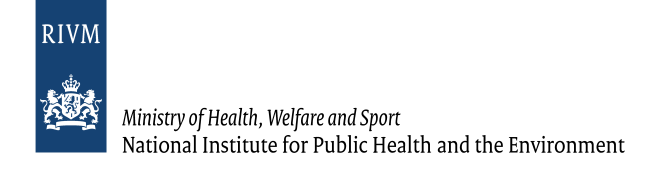 RIVM
Ministry of Health, Welfare and Sport
National Institute for Public Health and the Environment